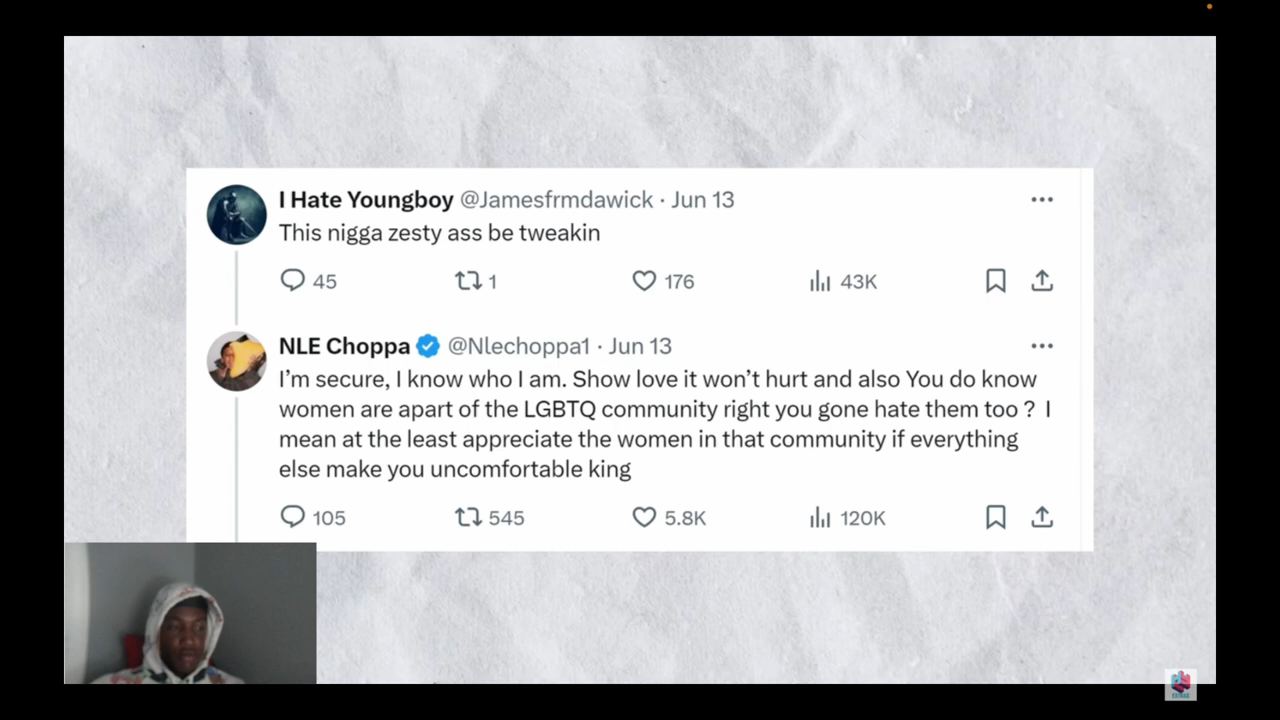 I Hate Youngboy @Jamesfrmdawick · Jun 13
This nigga zesty ass be tweakin
45 1 176 43K
NLE Choppa @Nlechoppa1 · Jun 13
I'm secure, I know who I am. Show love it won't hurt and also You do know
women are apart of the LGBTQ community right you gone hate them too ? I
mean at the least appreciate the women in that community if everything
else make you uncomfortable king
105 545 5.8K 120K